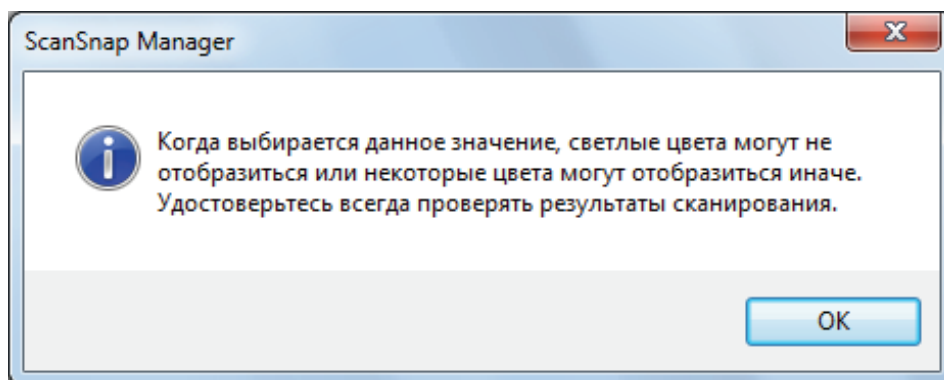 ScanSnap Manager
Когда выбирается данное значение, светлые цвета могут не
отобразиться или некоторые цвета могут отобразиться иначе.
Удостоверьтесь всегда проверять результаты сканирования.
OK